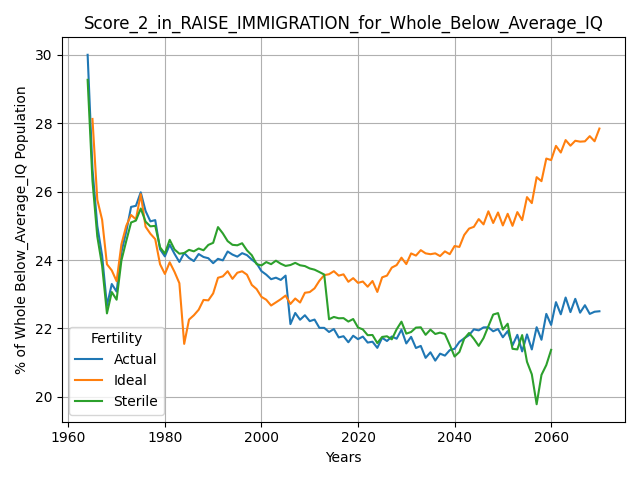 Score_2_in_RAISE_IMMIGRATION_for_Whole_Below_Average_IQ
% of Whole Below_Average_IQ Population
30
28
26
24
22
20
Fertility
Actual
Ideal
Sterile
1960
1980
2000
2020
2040
2060
Years